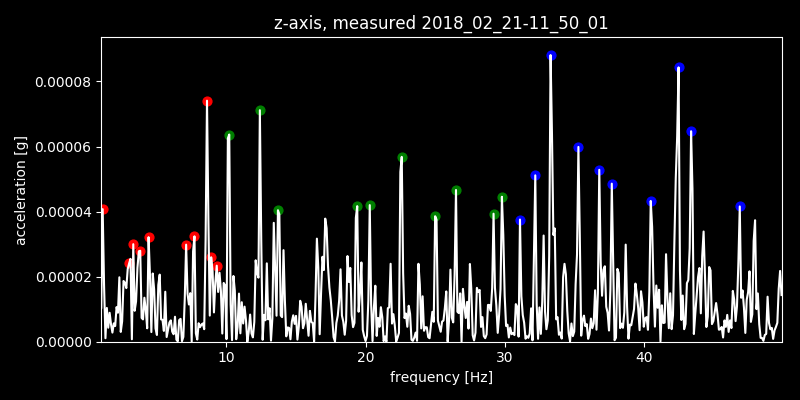 z-axis, measured 2018_02_21-11_50_01
acceleration [g]
0.00008
0.00006
0.00004
0.00002
0.00000
10 20 30 40
frequency [Hz]